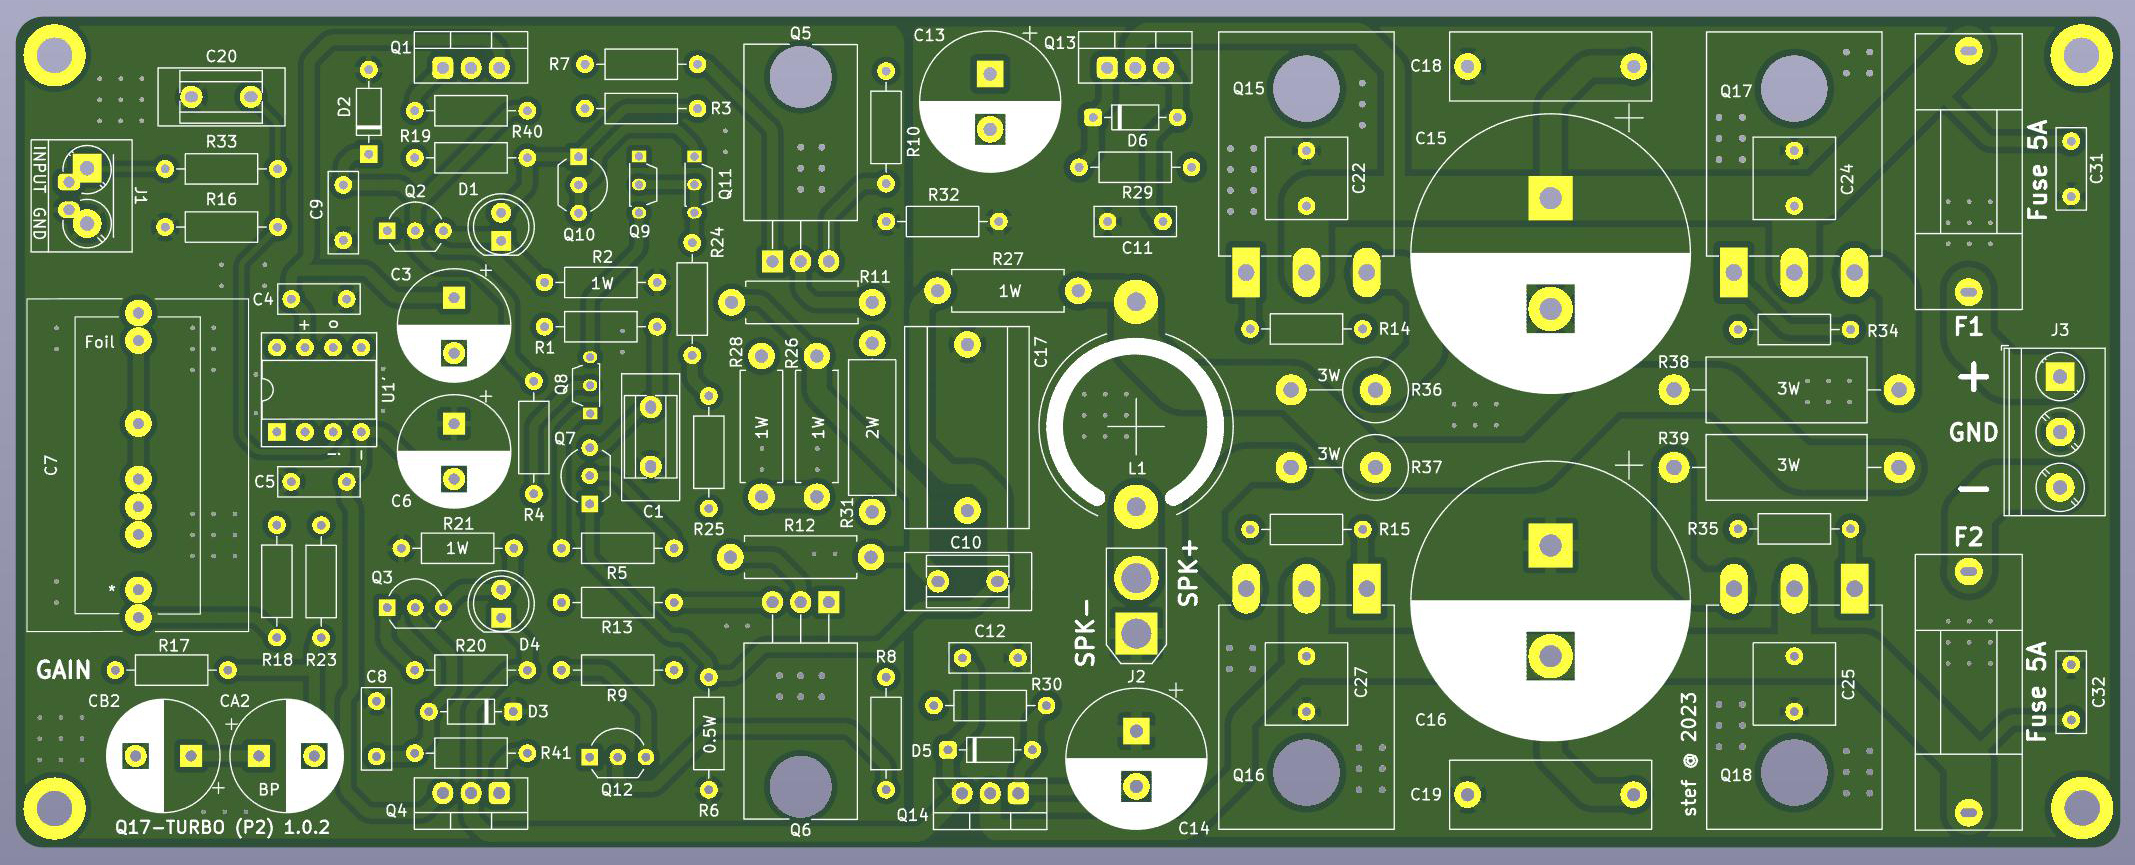 C20
Q1
R7
Q5
C13
Q13
D2
R19
R40
R3
R10
D6
Q15
C18
Q17
R33
C15
Fuse 5A
C31
INPUT GND
J1
R16
C9
Q2
D1
Q10
Q9
Q11
R32
R29
C11
C22
C24
R24
C3
+
R2
1W
R11
R27
1W
C4
+ o
R1
R14
R34
F1
J3
Foil
R28
R26
C17
U1,
Q8
3W
R36
R38
3W
+
C7
+
Q7
1W
1W
2W
GND
C5
i -
C6
R4
C1
R25
R31
L1
3W
R37
R39
3W
-
R21
1W
R12
R15
R35
F2
R5
C10
SPK+
Q3
*
R13
SPK-
R17
R18
R23
R20
D4
C12
GAIN
R9
R8
J2
C27
C25
Fuse 5A
C32
CB2
CA2
C8
D3
0.5W
R30
C16
stef @ 2023
BP
R41
Q12
D5
Q16
Q18
Q4
R6
Q14
C19
Q17-TURBO (P2) 1.0.2
Q6
C14